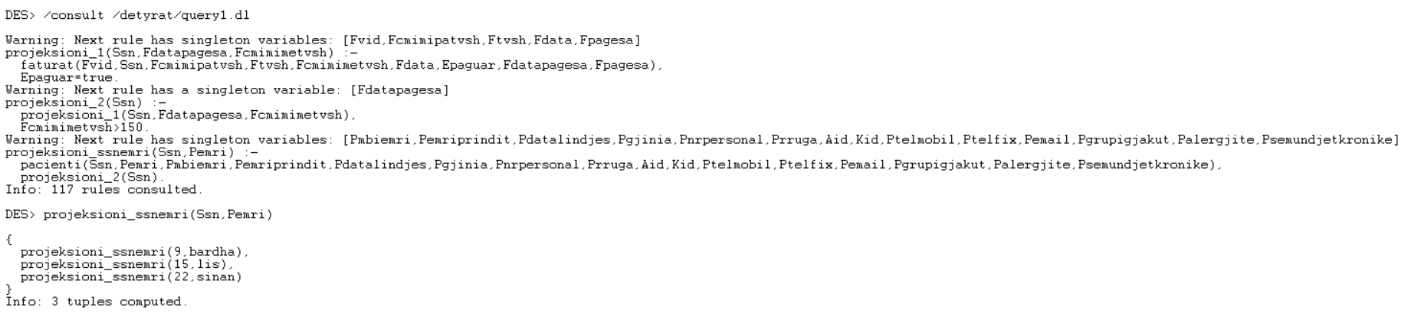 DES> /consult /detyrat/query1.dl
Warning: Next rule has singleton variables: [Fvid,Fcmimipatvsh,Ftvsh,Fdata,Fpagesa]
projeksioni_1(Ssn,Fdatapagesa,Fcmimimetvsh) :-
  faturat(Fvid,Ssn,Fcmimipatvsh,Ftvsh,Fcmimimetvsh,Fdata,Epaguar,Fdatapagesa,Fpagesa),
  Epaguar=true.
Warning: Next rule has a singleton variable: [Fdatapagesa]
projeksioni_2(Ssn) :-
  projeksioni_1(Ssn,Fdatapagesa,Fcmimimetvsh),
  Fcmimimetvsh>150.
Warning: Next rule has singleton variables: [Pmbiemri,Pemriprindit,Pdatalindjes,Pgjinia,Pnrpersonal,Prruga,Aid,Kid,Ptelmobil,Ptelfix,Pemail,Pgrupigjakut,Palergjite,Psemundjetkronike]
projeksioni_ssnemri(Ssn,Pemri) :-
  pacienti(Ssn,Pemri,Pmbiemri,Pemriprindit,Pdatalindjes,Pgjinia,Pnrpersonal,Prruga,Aid,Kid,Ptelmobil,Ptelfix,Pemail,Pgrupigjakut,Palergjite,Psemundjetkronike),
  projeksioni_2(Ssn).
Info: 117 rules consulted.
DES> projeksioni_ssnemri(Ssn,Pemri)
{
  projeksioni_ssnemri(9,bardha),
  projeksioni_ssnemri(15,lis),
  projeksioni_ssnemri(22,sinan)
}
Info: 3 tuples computed.